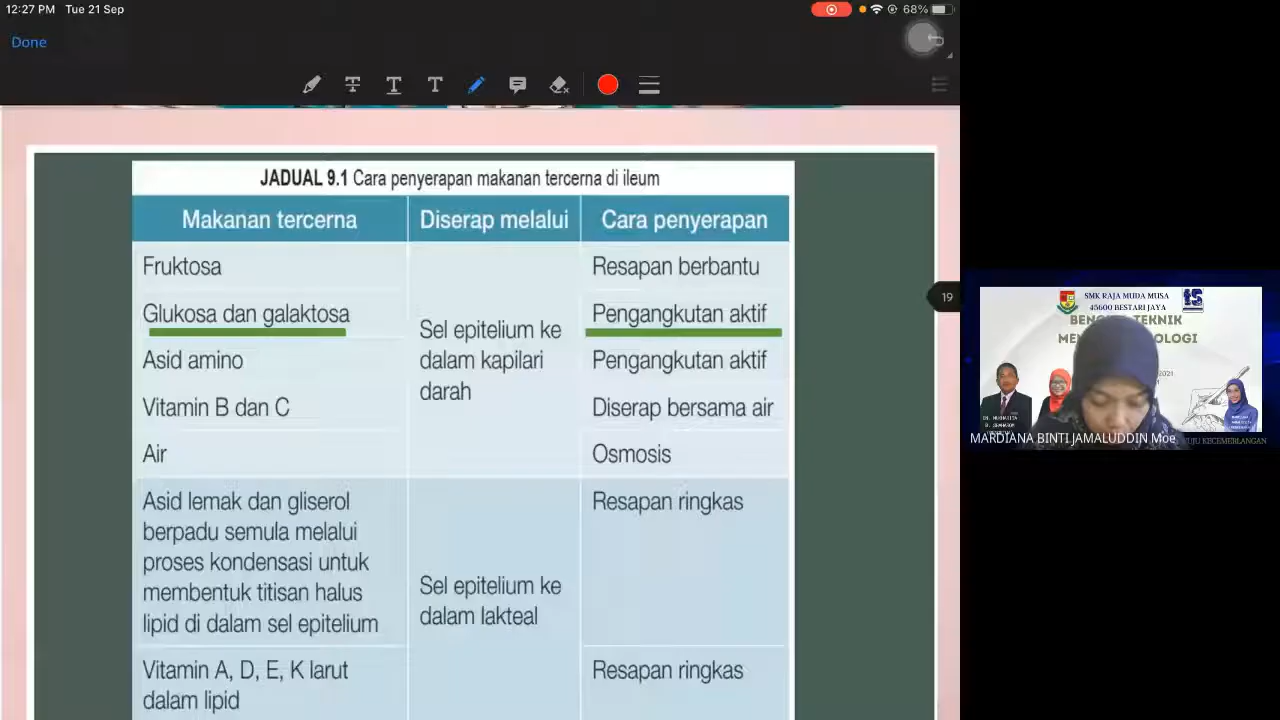 12:27 PM Tue 21 Sep
68%
Done
JADUAL 9.1 Cara penyerapan makanan tercerna di ileum
Makanan tercerna
Diserap melalui
Cara penyerapan
Fruktosa
Resapan berbantu
Glukosa dan galaktosa
Pengangkutan aktif
Sel epitelium ke
dalam kapilari
darah
Asid amino
Pengangkutan aktif
Vitamin B dan C
Diserap bersama air
Air
Osmosis
Asid lemak dan gliserol
berpadu semula melalui
proses kondensasi untuk
membentuk titisan halus
lipid di dalam sel epitelium
Sel epitelium ke
dalam lakteal
Resapan ringkas
Vitamin A, D, E, K larut
dalam lipid
Resapan ringkas
19
SMK RAJA MUDA MUSA
45600 BESTARI JAYA
TEKNIK
MARDIANA BINTI JAMALUDDIN Moe
KECEMERLANGAN